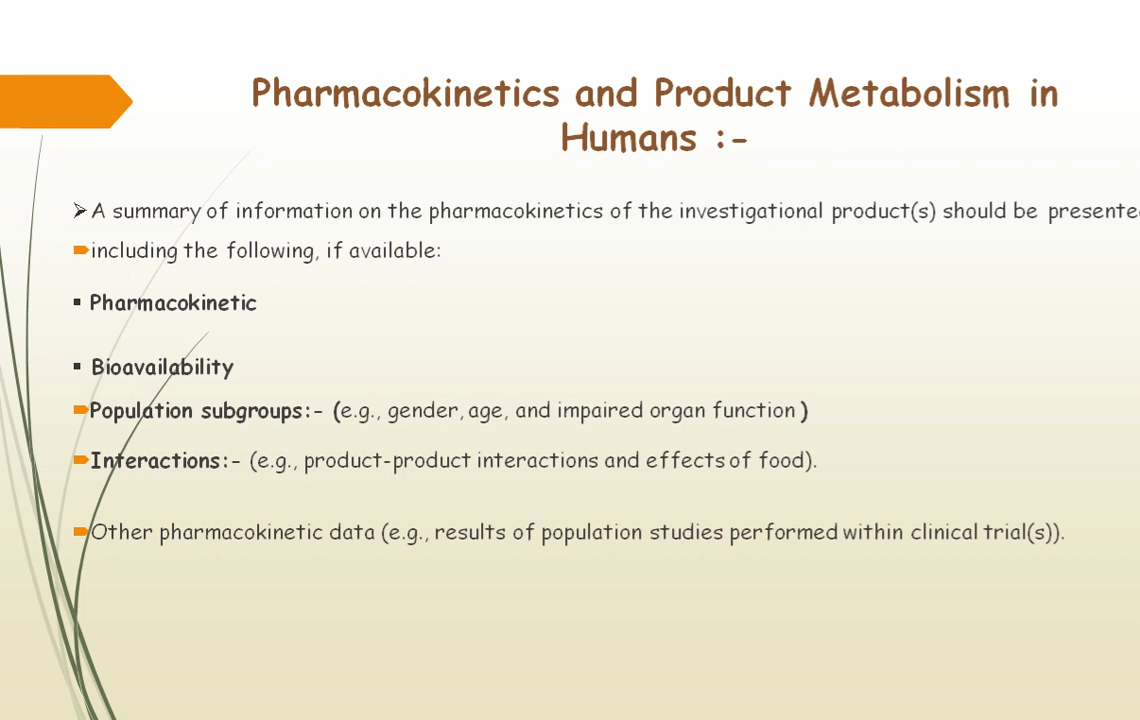 Pharmacokinetics and Product Metabolism in
Humans :-
A summary of information on the pharmacokinetics of the investigational product(s) should be
including the following, if available:
Pharmacokinetic
Bioavailability
Population subgroups:- (e.g., gender, age, and impaired organ function )
Interactions:- (e.g., product-product interactions and effects of food).
Other pharmacokinetic data (e.g., results of population studies performed within clinical trial(s)).